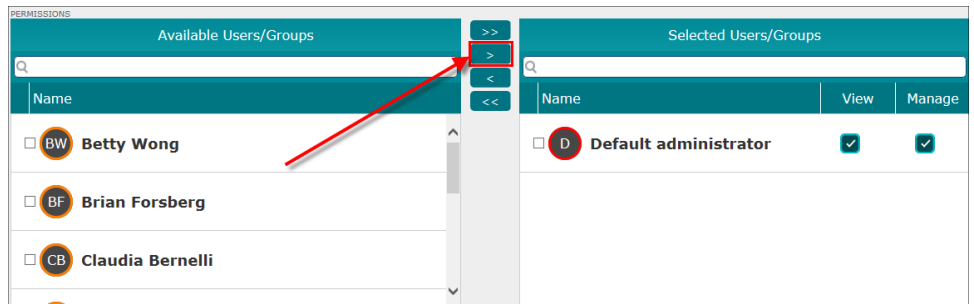 PERMISSIONS
Available Users/Groups
>>
>
<
<<
Selected Users/Groups
Name
Name View Manage
BW Betty Wong
BF Brian Forsberg
CB Claudia Bernelli
D Default administrator